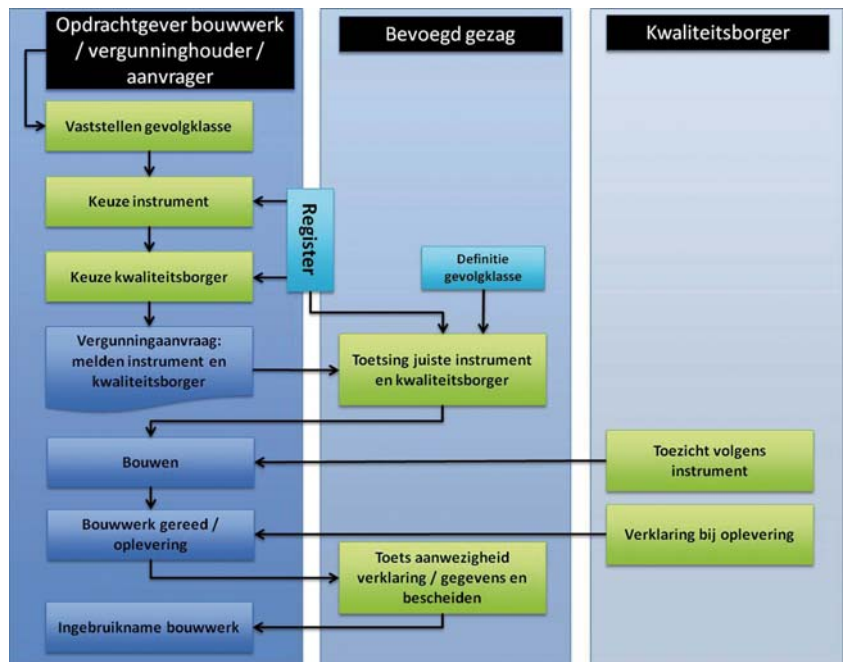 Opdrachtgever bouwwerk
/ vergunninghouder /
aanvrager
Bevoegd gezag
Kwaliteitsborger
Vaststellen gevolgklasse
Keuze instrument
Register
Keuze kwaliteitsborger
Definitie
gevolgklasse
Vergunningaanvraag:
melden instrument en
kwaliteitsborger
Toetsing juiste instrument
en kwaliteitsborger
Bouwen
Toezicht volgens
instrument
Bouwwerk gereed /
oplevering
Verklaring bij oplevering
Toets aanwezigheid
verklaring / gegevens en
bescheiden
Ingebruikname bouwwerk